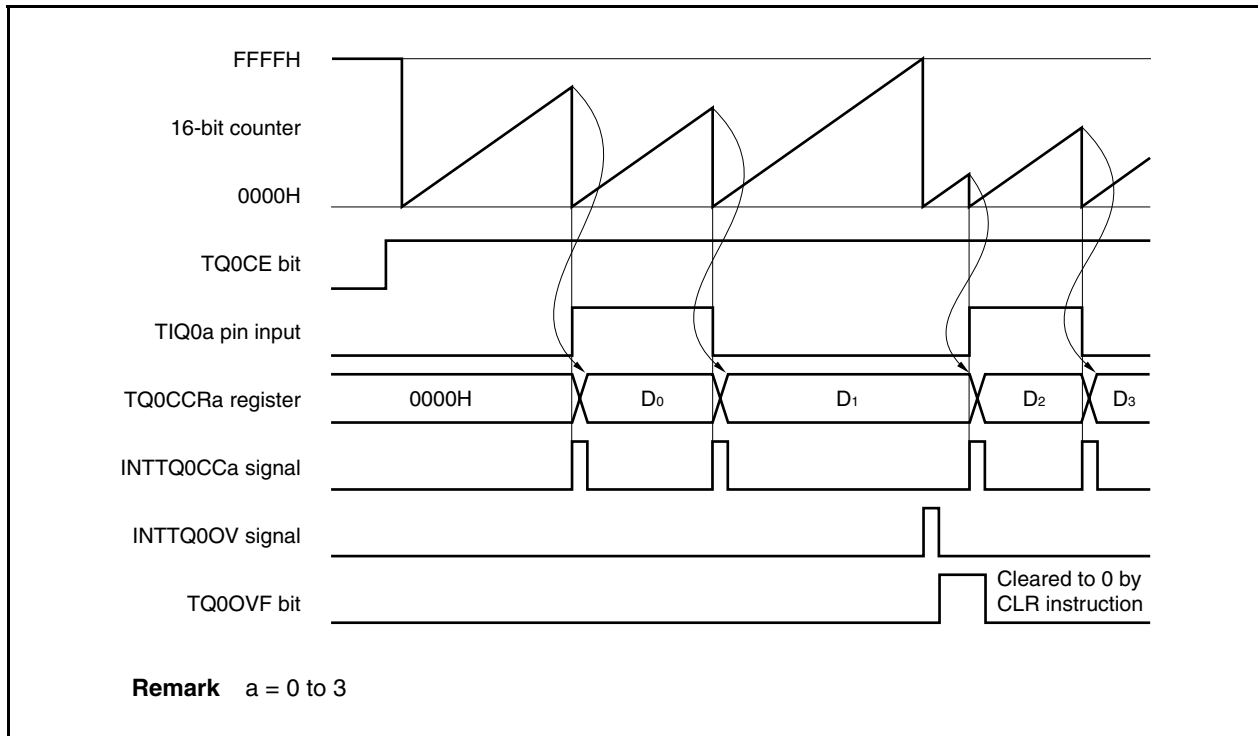 FFFFH
16-bit counter
0000H
TQ0CE bit
TIQ0a pin input
TQ0CCRa register
0000H D0 D1 D2 D3
INTTQ0CCa signal
INTTQ0OV signal
TQ0OVF bit
Cleared to 0 by
CLR instruction
Remark a = 0 to 3